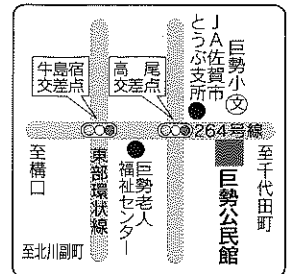 巨勢小
文
JA佐賀市
とうぶ支所
高尾
交差点
牛島宿
交差点
264号線
至千代田町
巨勢公民館
巨勢老人
福祉センター
東部環状線
至構口
至北川副町